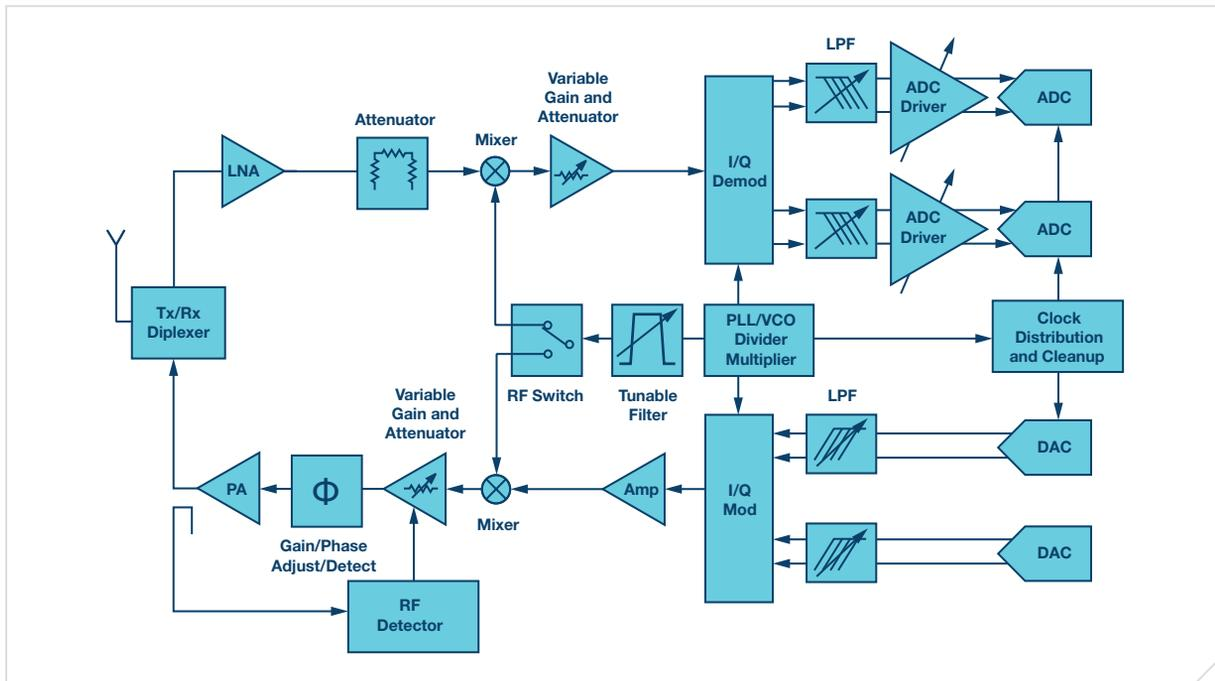 LPF
Variable
Gain and
Attenuator
ADC
Driver
ADC
Attenuator
Mixer
LNA
I/Q
Demod
ADC
Driver
ADC
Tx/Rx
Diplexer
PLL/VCO
Divider
Multiplier
Clock
Distribution
and Cleanup
RF Switch
Tunable
Filter
LPF
Variable
Gain and
Attenuator
DAC
PA
Φ
Amp
I/Q
Mod
Mixer
Gain/Phase
Adjust/Detect
DAC
RF
Detector